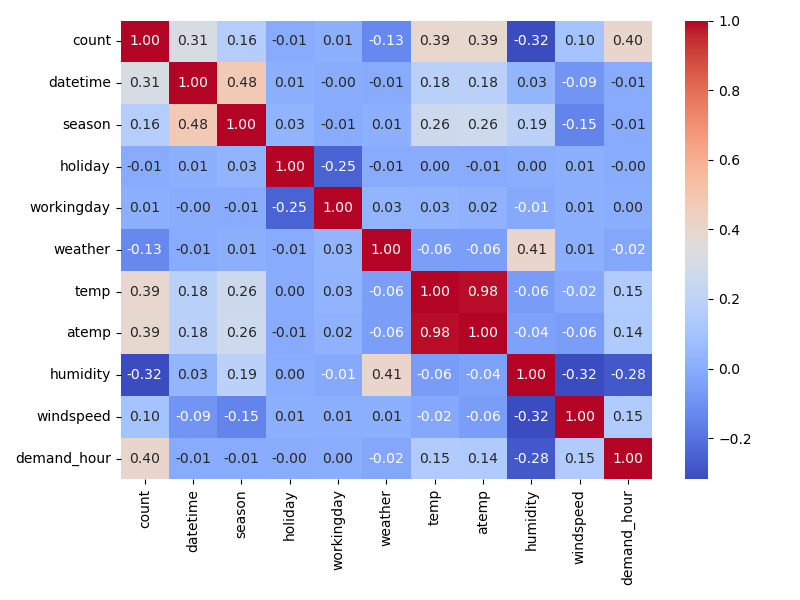 count 1.00 0.31 0.16 -0.01 0.01 -0.13 0.39 0.39 -0.32 0.10 0.40
datetime 0.31 1.00 0.48 0.01 -0.00 -0.01 0.18 0.18 0.03 -0.09 -0.01
season 0.16 0.48 1.00 0.03 -0.01 0.01 0.26 0.26 0.19 -0.15 -0.01
holiday -0.01 0.01 0.03 1.00 -0.25 -0.01 0.00 -0.01 0.00 0.01 -0.00
workingday 0.01 -0.00 -0.01 -0.25 1.00 0.03 0.03 0.02 -0.01 0.01 0.00
weather -0.13 -0.01 0.01 -0.01 0.03 1.00 -0.06 -0.06 0.41 0.01 -0.02
temp 0.39 0.18 0.26 0.00 0.03 -0.06 1.00 0.98 -0.06 -0.02 0.15
atemp 0.39 0.18 0.26 -0.01 0.02 -0.06 0.98 1.00 -0.04 -0.06 0.14
humidity -0.32 0.03 0.19 0.00 -0.01 0.41 -0.06 -0.04 1.00 -0.32 -0.28
windspeed 0.10 -0.09 -0.15 0.01 0.01 0.01 -0.02 -0.06 -0.32 1.00 0.15
demand_hour 0.40 -0.01 -0.01 -0.00 0.00 -0.02 0.15 0.14 -0.28 0.15 1.00
count datetime season holiday workingday weather temp atemp humidity windspeed demand_hour
1.0
0.8
0.6
0.4
0.2
0.0
−0.2